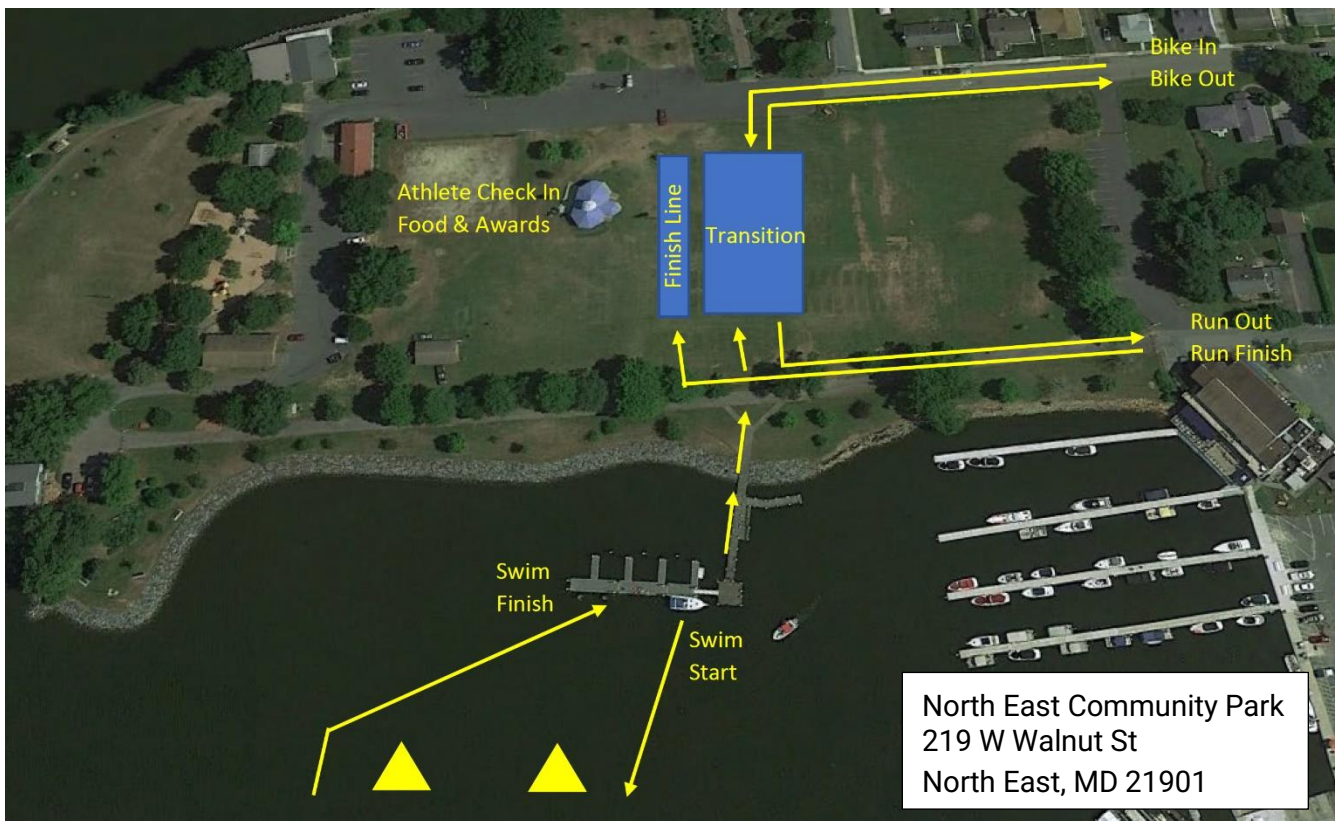 Bike In
Bike Out
Athlete Check In
Food & Awards
Finish Line
Transition
Run Out
Run Finish
Swim
Finish
Swim
Start
North East Community Park
219 W Walnut St
North East, MD 21901